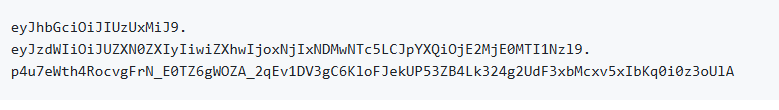 eyJhbGciOiJIUzUxMiJ9.
eyJzdWIiOiJUZXN0ZXIyIiwiZXhwIjoxNjIxNDMwNTc5LCJpYXQiOjE2MjE0MTI1Nzl9.
p4u7eWth4RocvgFrN_E0TZ6gWOZA_2qEv1DV3gC6KloFJekUP53ZB4Lk324g2UdF3xbMcxv5xIbKq0i0z3oUlA